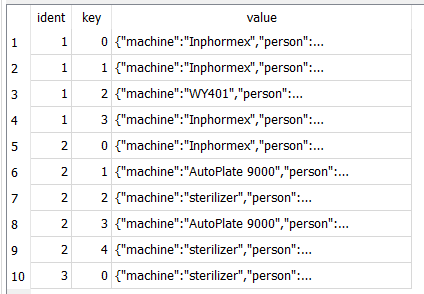 ident key value
1 1 0 {"machine":"Inphormex","person":...
2 1 1 {"machine":"Inphormex","person":...
3 1 2 {"machine":"WY401","person":...
4 1 3 {"machine":"Inphormex","person":...
5 2 0 {"machine":"Inphormex","person":...
6 2 1 {"machine":"AutoPlate 9000","person":...
7 2 2 {"machine":"sterilizer","person":...
8 2 3 {"machine":"AutoPlate 9000","person":...
9 2 4 {"machine":"sterilizer","person":...
10 3 0 {"machine":"sterilizer","person":...